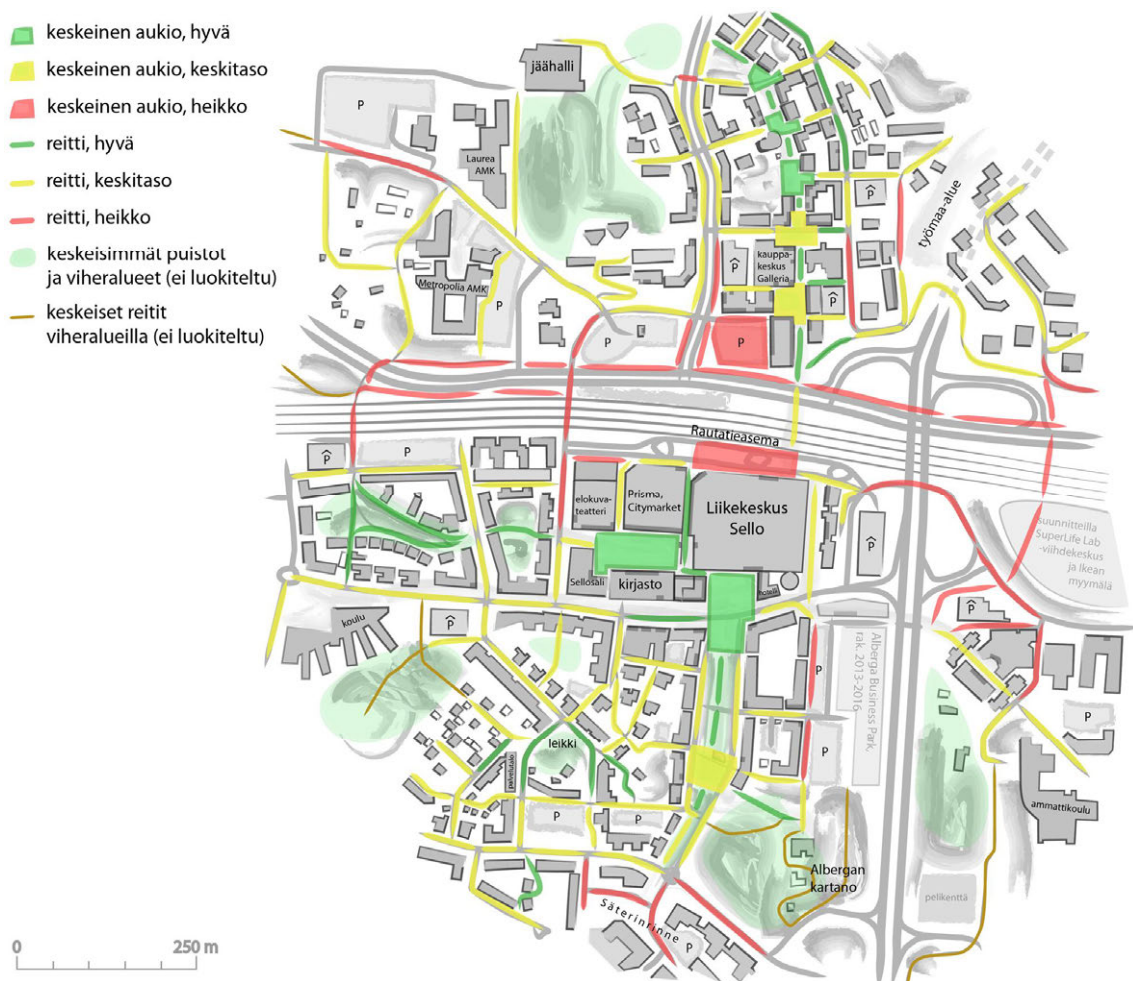 keskeinen aukio, hyvä
keskeinen aukio, keskitaso
keskeinen aukio, heikko
reitti, hyvä
reitti, keskitaso
reitti, heikko
keskeisimmät puistot
ja viheralueet (ei luokiteltu)
keskeiset reitit
viheralueilla (ei luokiteltu)
jäähalli
P
Laurea
AMK
P
työmaa-alue
Metropolia AMK
P
P
kauppa-
keskus
Galleria
P
P
P
Rautatieasema
P
P
elokuva-
teatteri
Prisma,
Citymarket
Liikekeskus
Sello
P
suunnitteilla
SuperLife Lab
-viihdekeskus
ja Ikean
myymälä
Sellosali
kirjasto
hotelli
P
koulu
P
P
Alberga Business Park,
rak. 2013-2016
P
leikki
palvelutalo
P
P
P
ammattikoulu
Albergan
kartano
pelikenttä
Säterinrinne
P
0
250 m